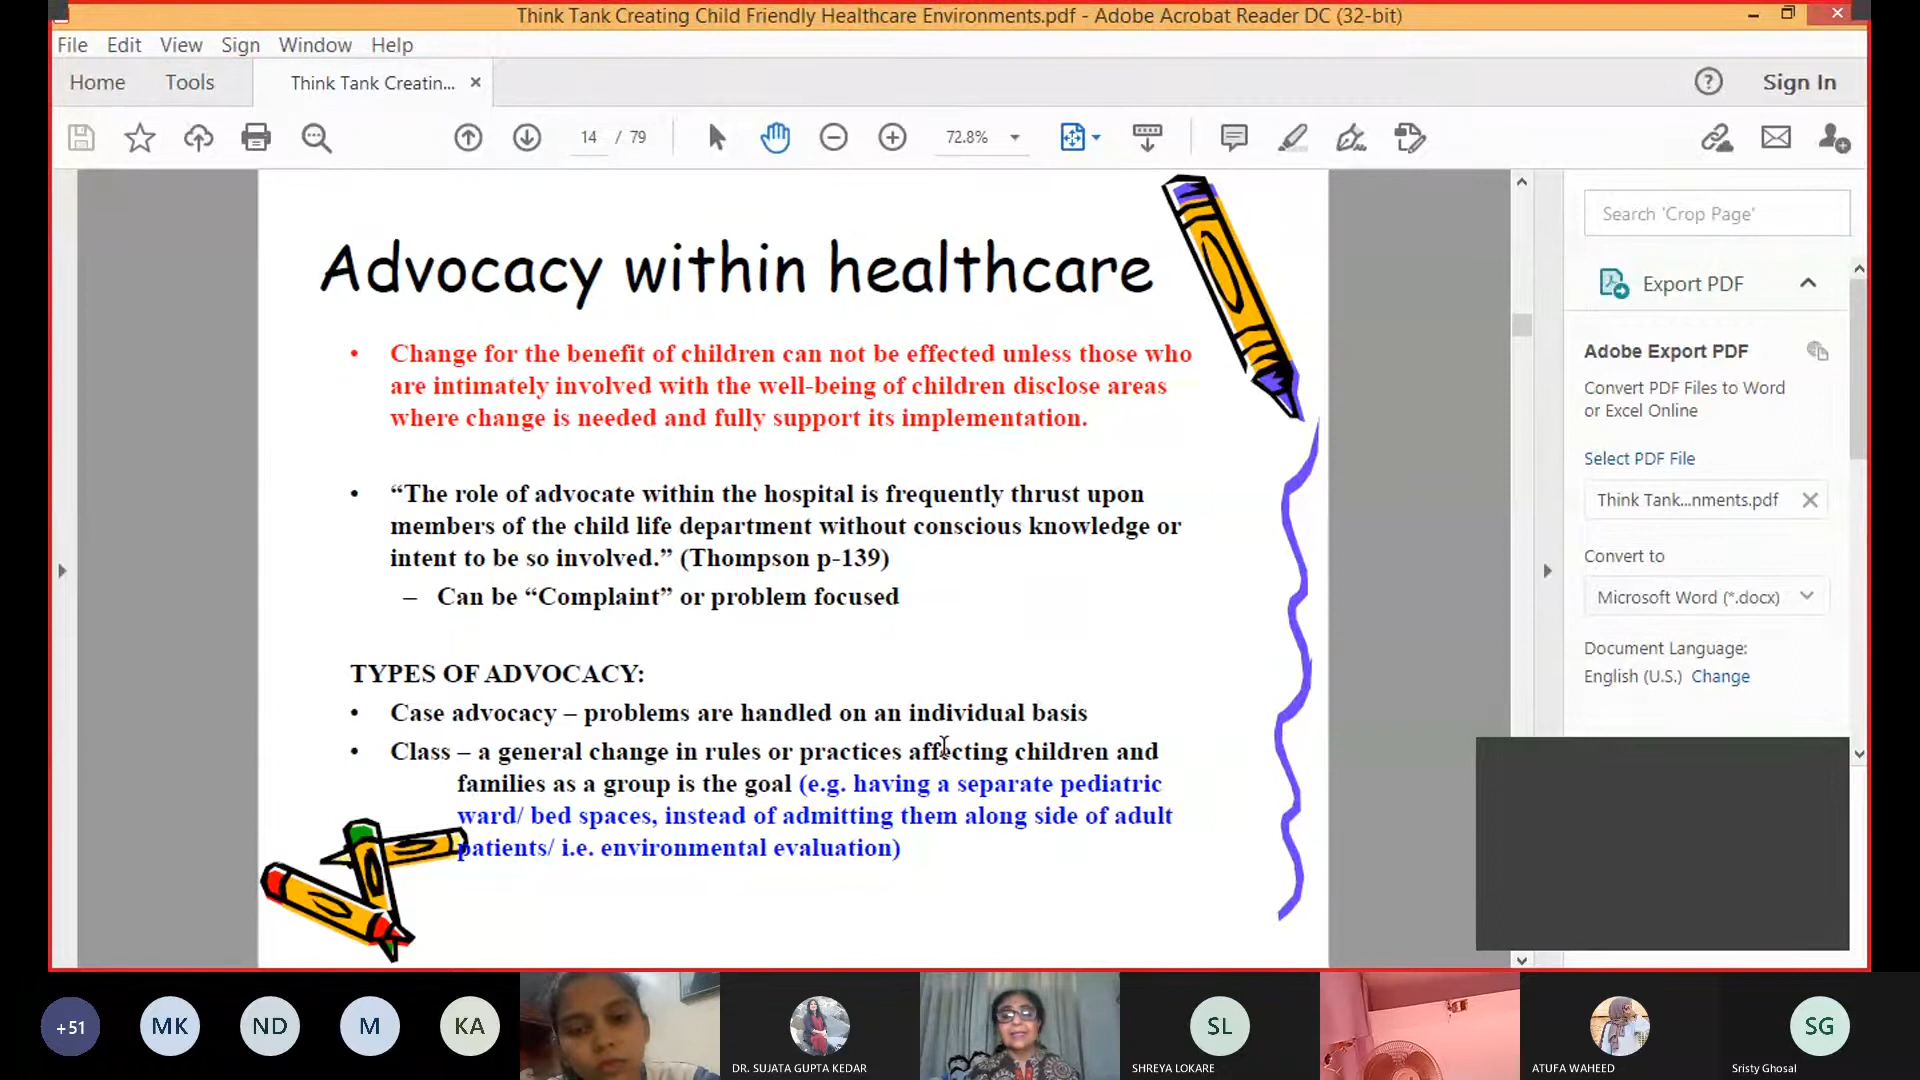 Think Tank Creating Child Friendly Healthcare Environments.pdf - Adobe Acrobat Reader DC (32-bit)
File Edit View Sign Window Help
Home Tools Think Tank Creatin... Sign In
14 / 79 72.8%
Search 'Crop Page'
Export PDF
Adobe Export PDF
Convert PDF Files to Word
or Excel Online
Select PDF File
Think Tank...nments.pdf
Convert to
Microsoft Word (*.docx)
Document Language:
English (U.S.) Change
Advocacy within healthcare
• Change for the benefit of children can not be effected unless those who
are intimately involved with the well-being of children disclose areas
where change is needed and fully support its implementation.
• “The role of advocate within the hospital is frequently thrust upon
members of the child life department without conscious knowledge or
intent to be so involved.” (Thompson p-139)
– Can be “Complaint” or problem focused
TYPES OF ADVOCACY:
• Case advocacy – problems are handled on an individual basis
• Class – a general change in rules or practices affecting children and
families as a group is the goal (e.g. having a separate pediatric
ward/ bed spaces, instead of admitting them along side of adult
patients/ i.e. environmental evaluation)
+51 MK ND M KA SL SG
DR. SUJATA GUPTA KEDAR SHREYA LOKARE ATUFA WAHEED Sristy Ghosal